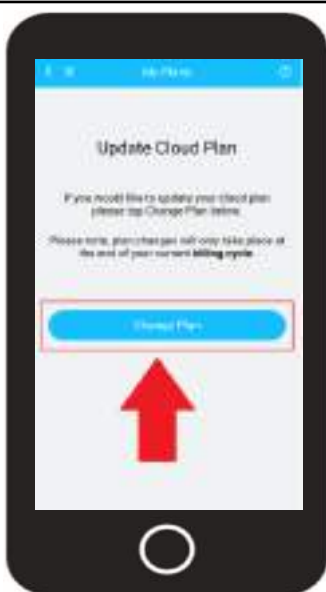 My Plans
Update Cloud Plan
If you would like to update your cloud plan
please tap Change Plan below.
Please note, plan changes will only take place at
the end of your current billing cycle.
Change Plan